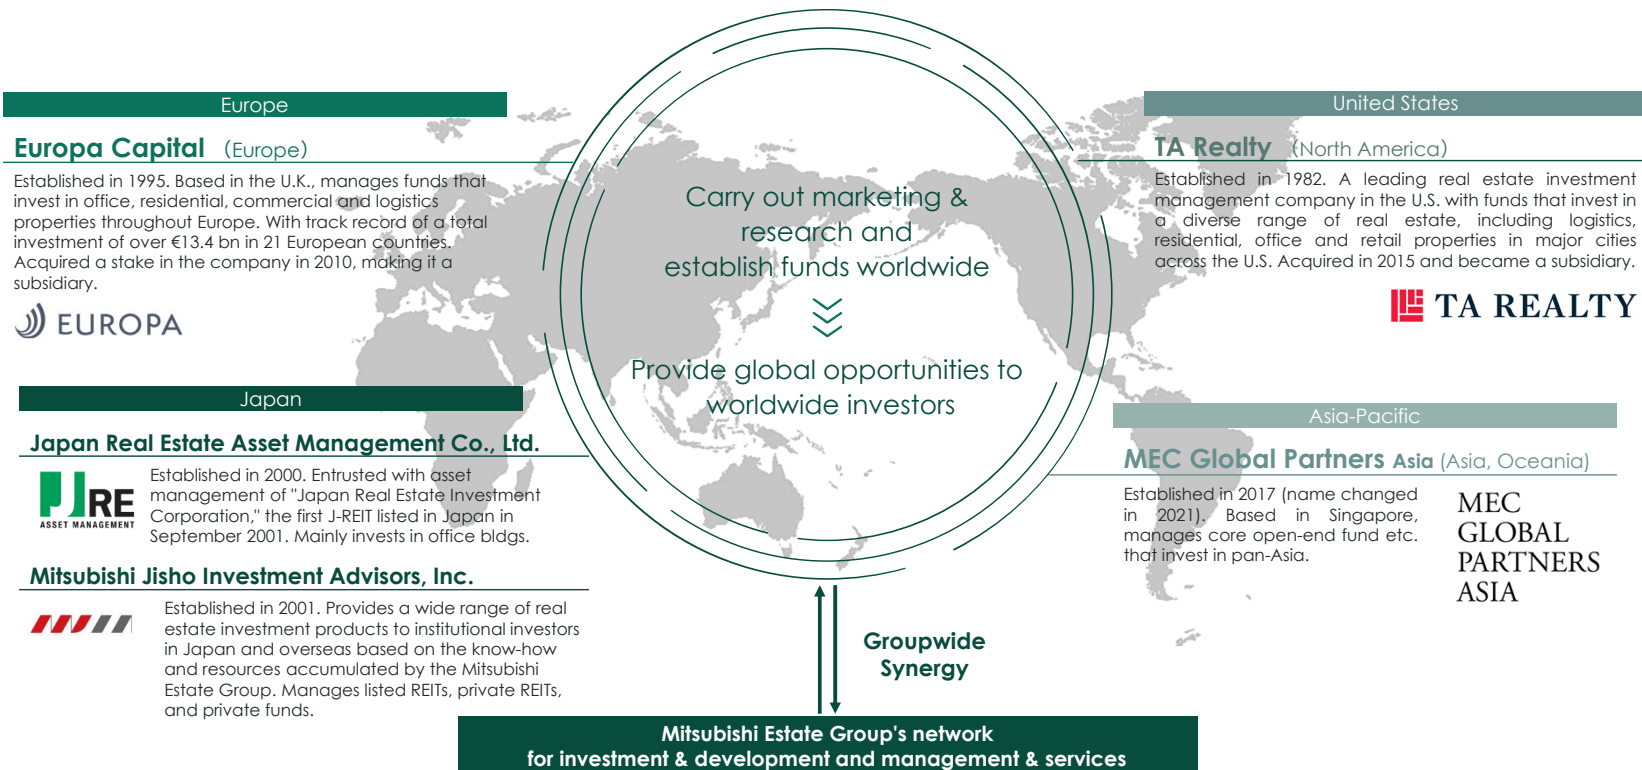 Europe
Europa Capital (Europe)
Established in 1995. Based in the U.K., manages funds that
invest in office, residential, commercial and logistics
properties throughout Europe. With track record of a total
investment of over €13.4 bn in 21 European countries.
Acquired a stake in the company in 2010, making it a
subsidiary.
EUROPA
Japan
Japan Real Estate Asset Management Co., Ltd.
JRE
ASSET MANAGEMENT
Established in 2000. Entrusted with asset
management of "Japan Real Estate Investment
Corporation," the first J-REIT listed in Japan in
September 2001. Mainly invests in office bldgs.
Mitsubishi Jisho Investment Advisors, Inc.
Established in 2001. Provides a wide range of real
estate investment products to institutional investors
in Japan and overseas based on the know-how
and resources accumulated by the Mitsubishi
Estate Group. Manages listed REITs, private REITs,
and private funds.
Carry out marketing &
research and
establish funds worldwide
Provide global opportunities to
worldwide investors
United States
TA Realty (North America)
Established in 1982. A leading real estate investment
management company in the U.S. with funds that invest in
a diverse range of real estate, including logistics,
residential, office and retail properties in major cities
across the U.S. Acquired in 2015 and became a subsidiary.
TA REALTY
Asia-Pacific
MEC Global Partners Asia (Asia, Oceania)
Established in 2017 (name changed
in 2021). Based in Singapore,
manages core open-end fund etc.
that invest in pan-Asia.
MEC
GLOBAL
PARTNERS
ASIA
Groupwide
Synergy
Mitsubishi Estate Group's network
for investment & development and management & services